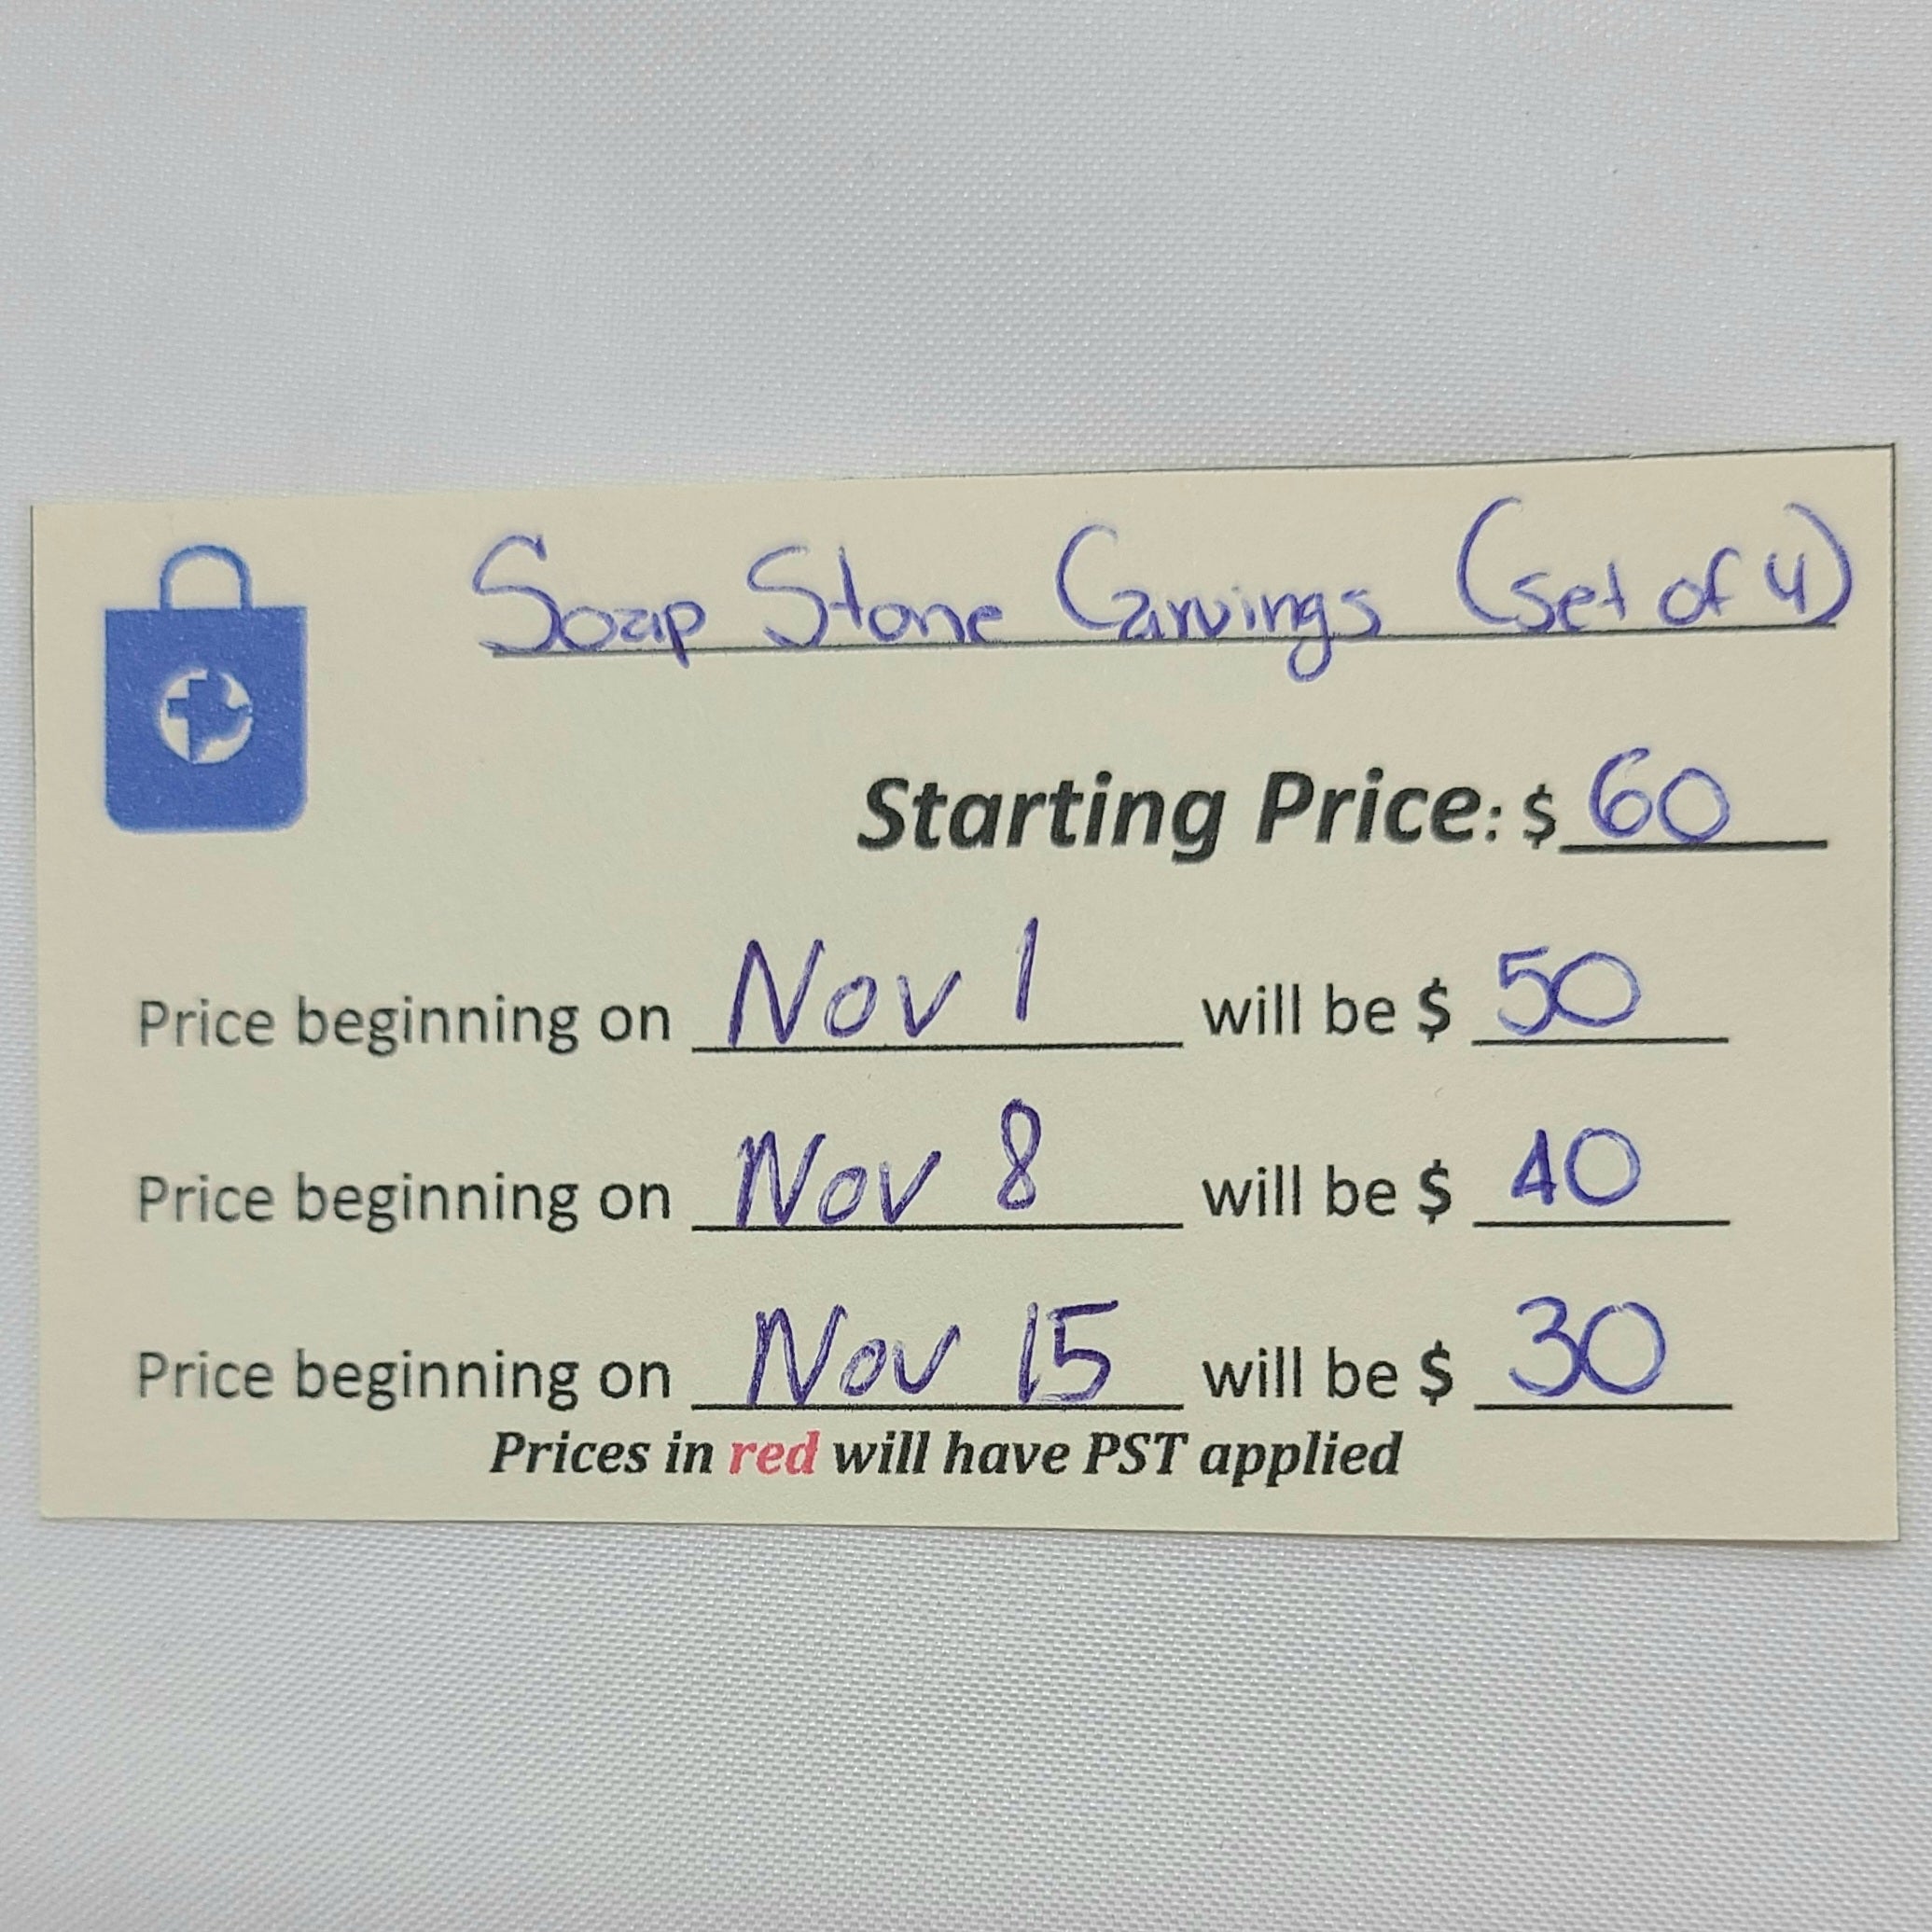 Soap Stone Carvings (set of 4)
Starting Price: $ 60
Price beginning on Nov 1 will be $ 50
Price beginning on Nov 8 will be $ 40
Price beginning on Nov 15 will be $ 30
Prices in red will have PST applied